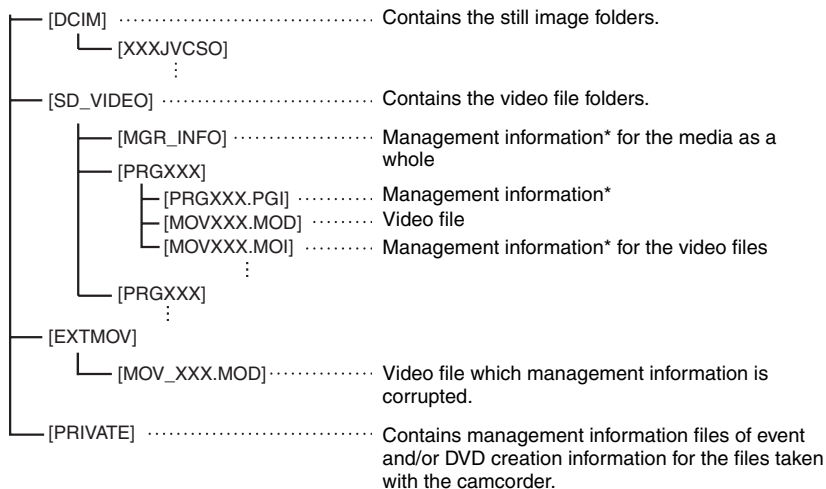 [DCIM] Contains the still image folders.
[XXXJVCSO]
[SD_VIDEO] Contains the video file folders.
[MGR_INFO] Management information* for the media as a
whole
[PRGXXX]
[PRGXXX.PGI] Management information*
[MOVXXX.MOD] Video file
[MOVXXX.MOI] Management information* for the video files
[PRGXXX]
[EXTMOV]
[MOV_XXX.MOD] Video file which management information is
corrupted.
[PRIVATE] Contains management information files of event
and/or DVD creation information for the files taken
with the camcorder.